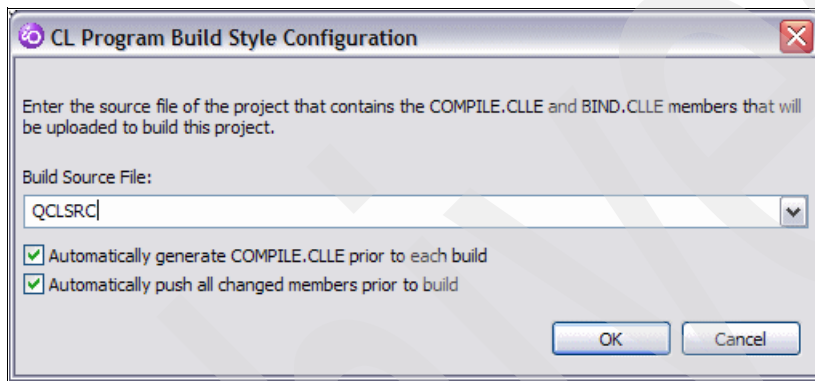 CL Program Build Style Configuration
Enter the source file of the project that contains the COMPILE.CLLE and BIND.CLLE members that will
be uploaded to build this project.
Build Source File:
QCLSRC
Automatically generate COMPILE.CLLE prior to each build
Automatically push all changed members prior to build
OK Cancel